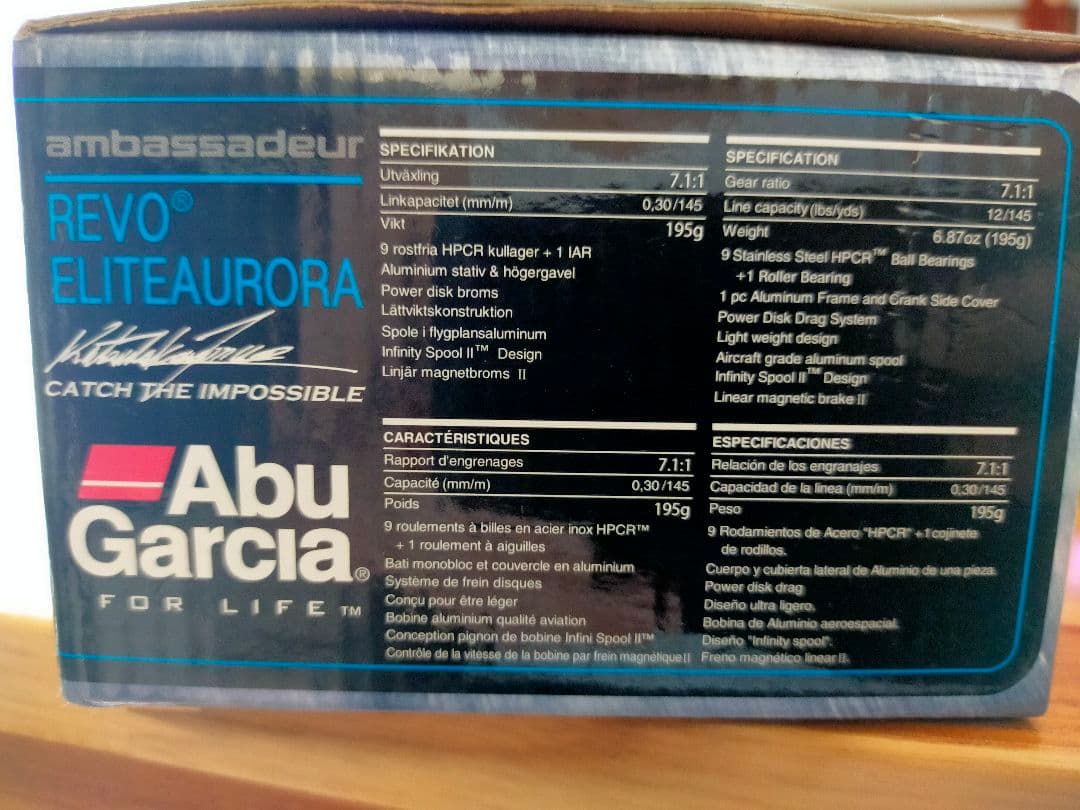 ambassadeur
REVO®
ELITEAURORA
CATCH THE IMPOSSIBLE
Abu
Garcia®
FOR LIFE TM
SPECIFIKATION
Utväxling 7.1:1
Linkapacitet (mm/m) 0,30/145
Vikt 195g
9 rostfria HPCR kullager + 1 IAR
Aluminium stativ & högergavel
Power disk broms
Lättviktskonstruktion
Spole i flygplansaluminum
Infinity Spool II™ Design
Linjär magnetbroms II
SPECIFICATION
Gear ratio 7.1:1
Line capacity (lbs/yds) 12/145
Weight 6.87oz (195g)
9 Stainless Steel HPCR™ Ball Bearings
+1 Roller Bearing
1 pc Aluminum Frame and Crank Side Cover
Power Disk Drag System
Light weight design
Aircraft grade aluminum spool
Infinity Spool II™ Design
Linear magnetic brake II
CARACTÉRISTIQUES
Rapport d'engrenages 7.1:1
Capacité (mm/m) 0,30/145
Poids 195g
9 roulements à billes en acier inox HPCR™
+ 1 roulement à aiguilles
Bati monobloc et couvercle en aluminium
Système de frein disques
Conçu pour être léger
Bobine aluminium qualité aviation
Conception pignon de bobine Infini Spool II™
Contrôle de la vitesse de la bobine par frein magnétique II
ESPECIFICACIONES
Relación de los engranajes 7.1:1
Capacidad de la linea (mm/m) 0,30/145
Peso 195g
9 Rodamientos de Acero "HPCR" +1 cojinete
de rodillos.
Cuerpo y cubierta lateral de Aluminio de una pieza.
Power disk drag
Diseño ultra ligero.
Bobina de Aluminio aeroespacial.
Diseño "Infinity spool".
Freno magnético linear II.